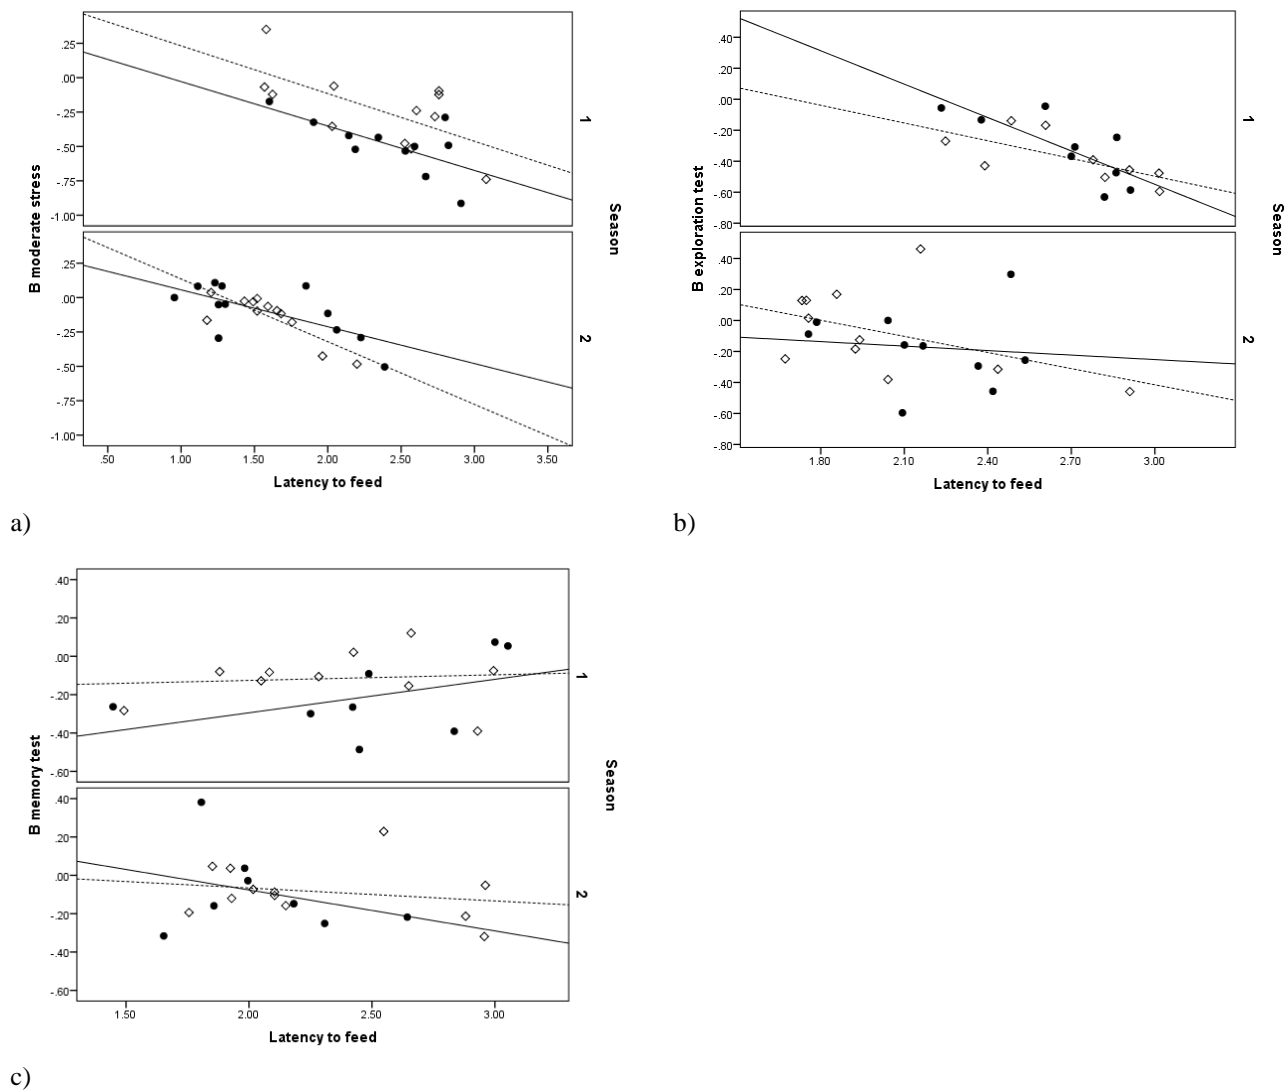 .25
.00
-.25
-.50
-.75
-1.00
1
.25
.00
-.25
-.50
-.75
-1.00
2
B moderate stress
Season
.50 1.00 1.50 2.00 2.50 3.00 3.50
Latency to feed
a)
.40
.20
.00
-.20
-.40
-.60
-.80
1
.40
.20
.00
-.20
-.40
-.60
-.80
2
B exploration test
Season
1.80 2.10 2.40 2.70 3.00
Latency to feed
b)
.40
.20
.00
-.20
-.40
-.60
1
.40
.20
.00
-.20
-.40
-.60
2
B memory test
Season
1.50 2.00 2.50 3.00
Latency to feed
c)